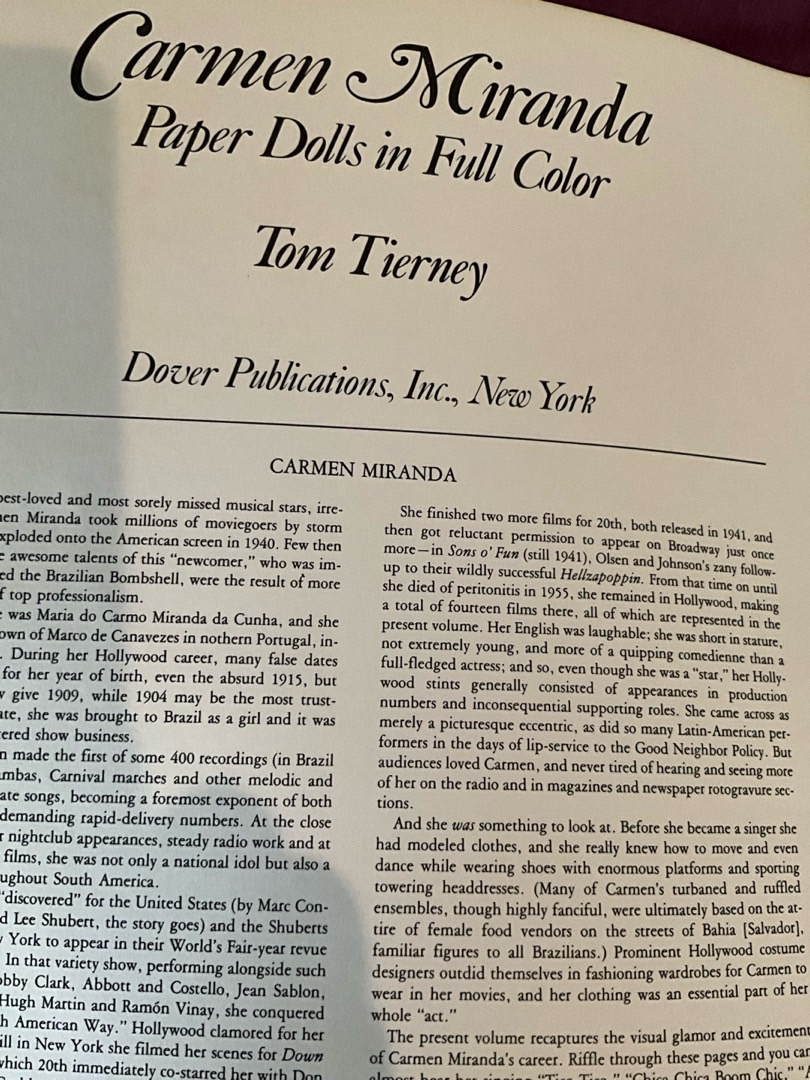 Carmen Miranda
Paper Dolls in Full Color
Tom Tierney
Dover Publications, Inc., New York
CARMEN MIRANDA
best-loved and most sorely missed musical stars, irre-
men Miranda took millions of moviegoers by storm
xploded onto the American screen in 1940. Few then
e awesome talents of this "newcomer," who was im-
ed the Brazilian Bombshell, were the result of more
f top professionalism.
was Maria do Carmo Miranda da Cunha, and she
own of Marco de Canavezes in nothern Portugal, in-
. During her Hollywood career, many false dates
for her year of birth, even the absurd 1915, but
w give 1909, while 1904 may be the most trust-
ate, she was brought to Brazil as a girl and it was
ered show business.
n made the first of some 400 recordings (in Brazil
mbas, Carnival marches and other melodic and
ate songs, becoming a foremost exponent of both
demanding rapid-delivery numbers. At the close
r nightclub appearances, steady radio work and at
films, she was not only a national idol but also a
ughout South America.
"discovered" for the United States (by Marc Con-
d Lee Shubert, the story goes) and the Shuberts
York to appear in their World's Fair-year revue
In that variety show, performing alongside such
obby Clark, Abbott and Costello, Jean Sablon,
Hugh Martin and Ramón Vinay, she conquered
h American Way." Hollywood clamored for her
ill in New York she filmed her scenes for Down
which 20th immediately co-starred her with Don
She finished two more films for 20th, both released in 1941, and
then got reluctant permission to appear on Broadway just once
more—in Sons o' Fun (still 1941), Olsen and Johnson's zany follow-
up to their wildly successful Hellzapoppin. From that time on until
she died of peritonitis in 1955, she remained in Hollywood, making
a total of fourteen films there, all of which are represented in the
present volume. Her English was laughable; she was short in stature,
not extremely young, and more of a quipping comedienne than a
full-fledged actress; and so, even though she was a "star," her Holly-
wood stints generally consisted of appearances in production
numbers and inconsequential supporting roles. She came across as
merely a picturesque eccentric, as did so many Latin-American per-
formers in the days of lip-service to the Good Neighbor Policy. But
audiences loved Carmen, and never tired of hearing and seeing more
of her on the radio and in magazines and newspaper rotogravure sec-
tions.
And she was something to look at. Before she became a singer she
had modeled clothes, and she really knew how to move and even
dance while wearing shoes with enormous platforms and sporting
towering headdresses. (Many of Carmen's turbaned and ruffled
ensembles, though highly fanciful, were ultimately based on the at-
tire of female food vendors on the streets of Bahia [Salvador],
familiar figures to all Brazilians.) Prominent Hollywood costume
designers outdid themselves in fashioning wardrobes for Carmen to
wear in her movies, and her clothing was an essential part of her
whole "act."
The present volume recaptures the visual glamor and excitement
of Carmen Miranda's career. Riffle through these pages and you can
almost hear her singing "Tico Tico," "Chica Chica Boom Chic,"